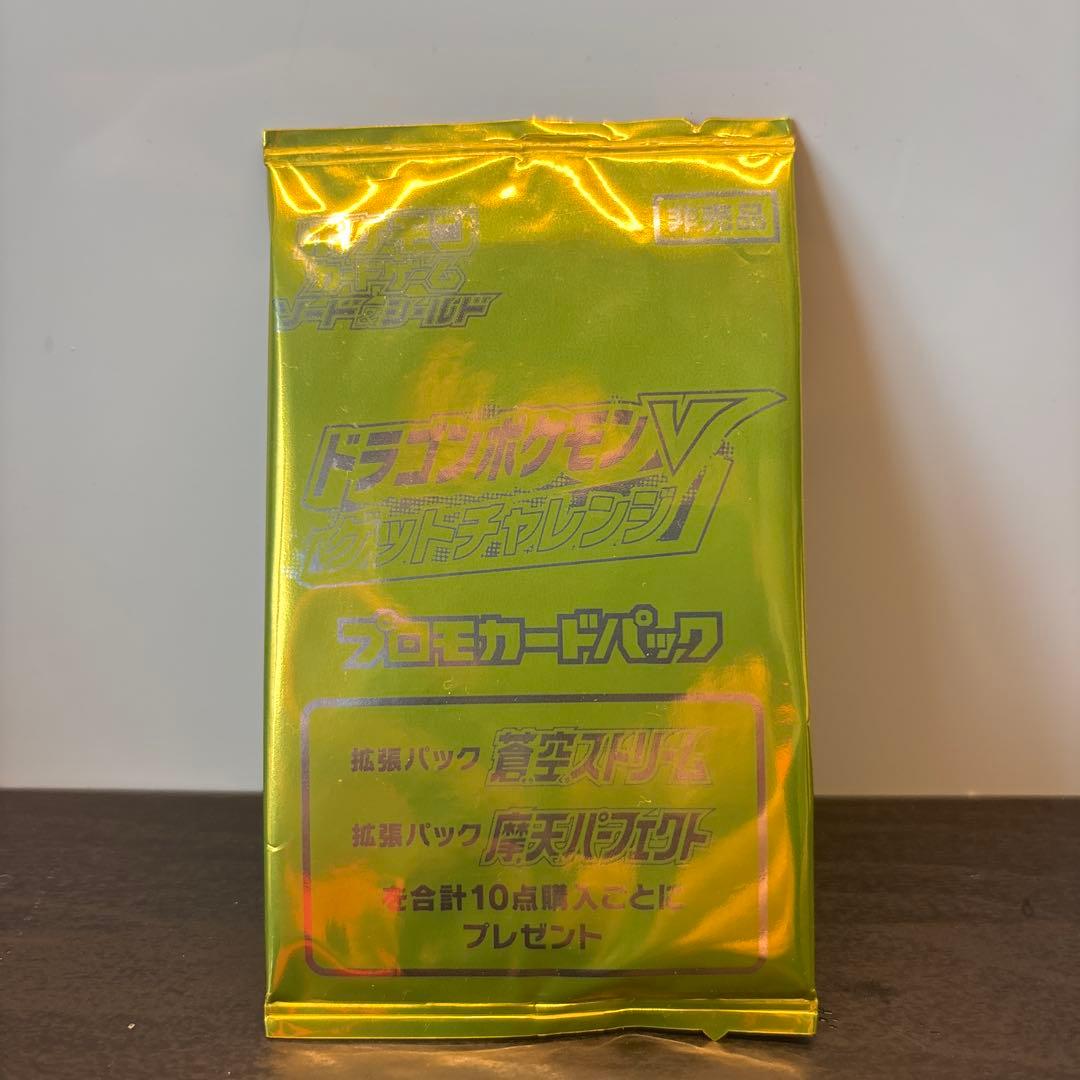 ポケモン
カードゲーム
ソード&シールド
非売品
ドラゴンポケモンV
ゲットチャレンジ
プロモカードパック
拡張パック 蒼空ストリーム
拡張パック 摩天パーフェクト
を合計10点購入ごとに
プレゼント